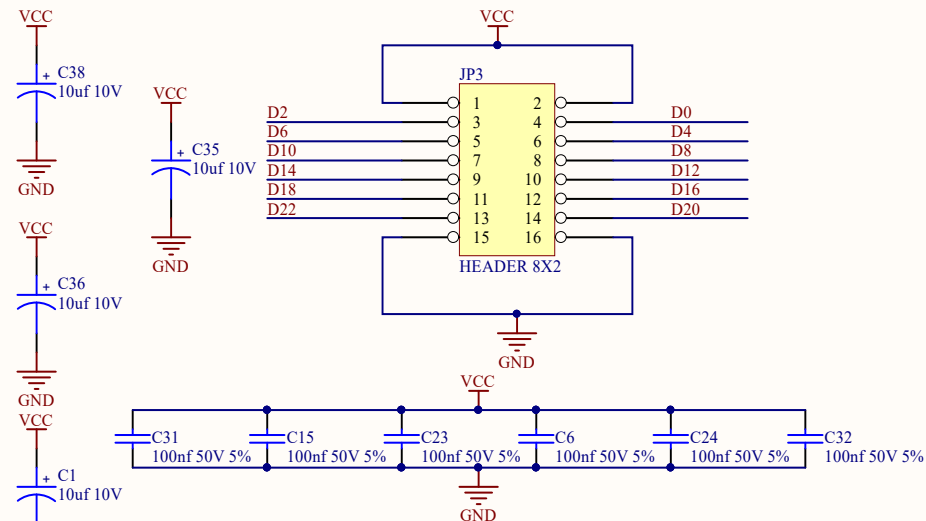 VCC
C38
10uf 10V
GND
VCC
C35
10uf 10V
GND
VCC
C36
10uf 10V
GND
VCC
C1
10uf 10V
VCC
JP3
1 2
D2 3 4 D0
D6 5 6 D4
D10 7 8 D8
D14 9 10 D12
D18 11 12 D16
D22 13 14 D20
15 16
HEADER 8X2
GND
VCC
C31
100nf 50V 5%
C15
100nf 50V 5%
C23
100nf 50V 5%
C6
100nf 50V 5%
C24
100nf 50V 5%
C32
100nf 50V 5%
GND